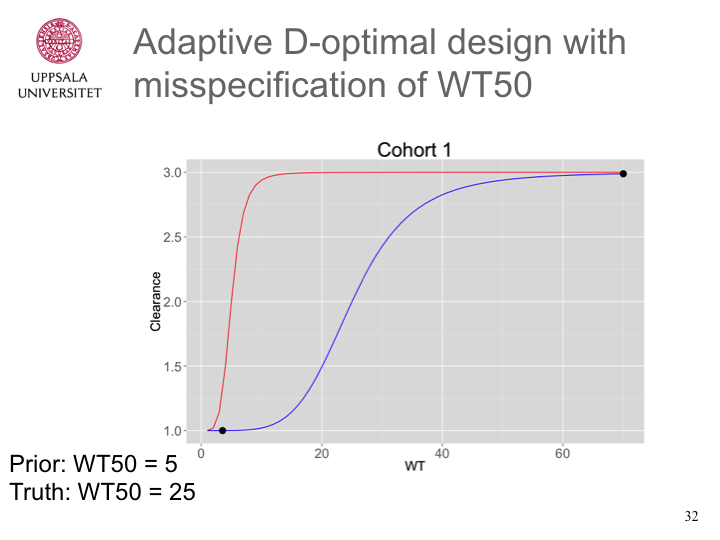 UPPSALA
UNIVERSITET
Adaptive D-optimal design with
misspecification of WT50
Cohort 1
Clearance
3.0
2.5
2.0
1.5
1.0
0 20 40 60
WT
Prior: WT50 = 5
Truth: WT50 = 25
32